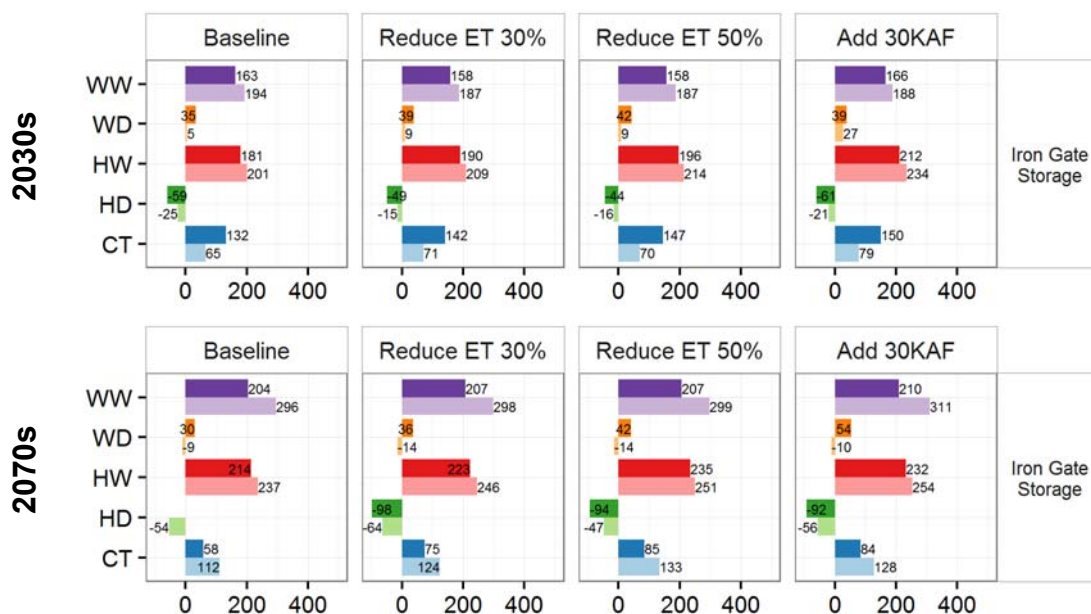 Baseline Reduce ET 30% Reduce ET 50% Add 30KAF
2030s
WW 163 158 158 166
194 187 187 188
WD 35 39 42 39
5 9 9 27
HW 181 190 196 212
201 209 214 234
HD -59 -49 -44 -61
-25 -15 -16 -21
CT 132 142 147 150
65 71 70 79
Iron Gate
Storage
0 200 400 0 200 400 0 200 400 0 200 400
Baseline Reduce ET 30% Reduce ET 50% Add 30KAF
2070s
WW 204 207 207 210
296 298 299 311
WD 30 36 42 54
-9 -14 -14 -10
HW 214 223 235 232
237 246 251 254
HD -98 -94 -92
-54 -64 -47 -56
CT 58 75 85 84
112 124 133 128
Iron Gate
Storage
0 200 400 0 200 400 0 200 400 0 200 400